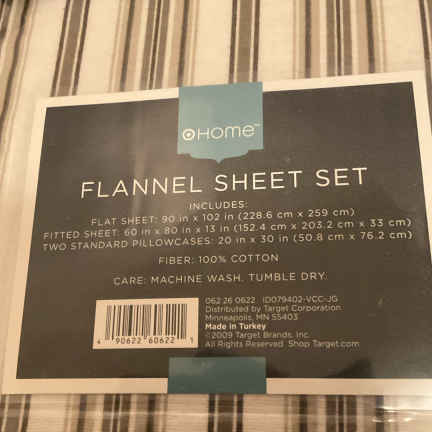 HOME™
FLANNEL SHEET SET
INCLUDES:
FLAT SHEET: 90 in x 102 in (228.6 cm x 259 cm)
FITTED SHEET: 60 in x 80 in x 13 in (152.4 cm x 203.2 cm x 33 cm)
TWO STANDARD PILLOWCASES: 20 in x 30 in (50.8 cm x 76.2 cm)
FIBER: 100% COTTON
CARE: MACHINE WASH. TUMBLE DRY.
062 26 0622 ID079402-VCC-JG
Distributed by Target Corporation
Minneapolis, MN 55403
Made in Turkey
©2009 Target Brands, Inc.
All Rights Reserved Shop Target.com
4 90622 60622 1